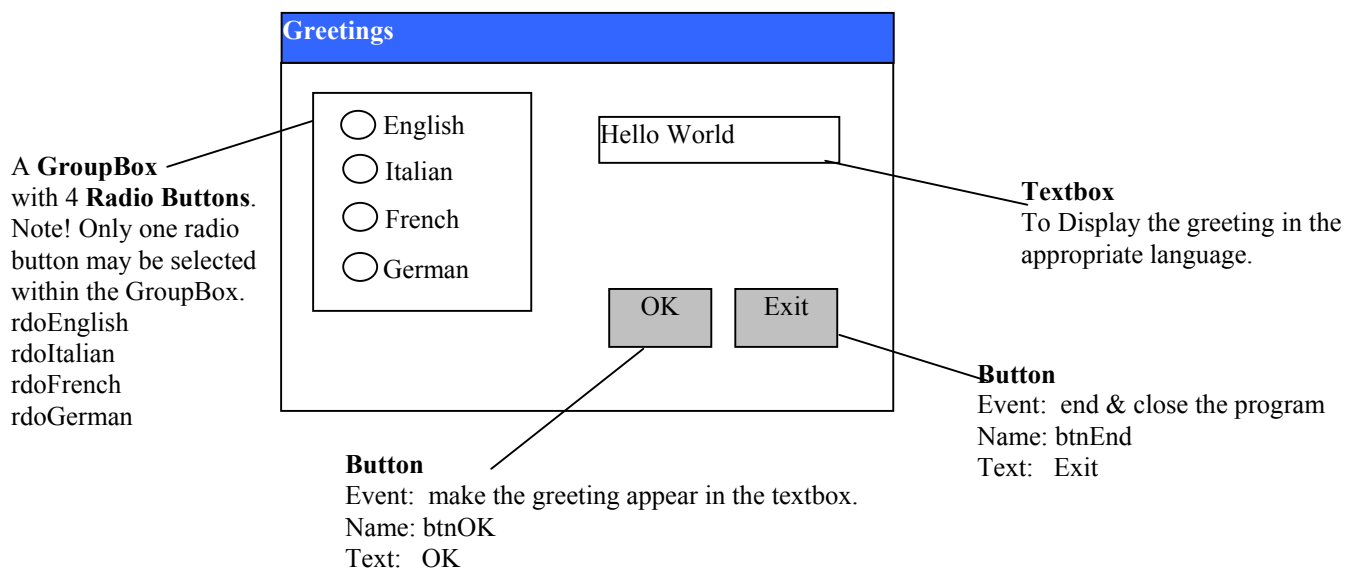 Greetings
English
Italian
French
German
Hello World
OK
Exit
A GroupBox
with 4 Radio Buttons.
Note! Only one radio
button may be selected
within the GroupBox.
rdoEnglish
rdoItalian
rdoFrench
rdoGerman
Textbox
To Display the greeting in the
appropriate language.
Button
Event: end & close the program
Name: btnEnd
Text: Exit
Button
Event: make the greeting appear in the textbox.
Name: btnOK
Text: OK